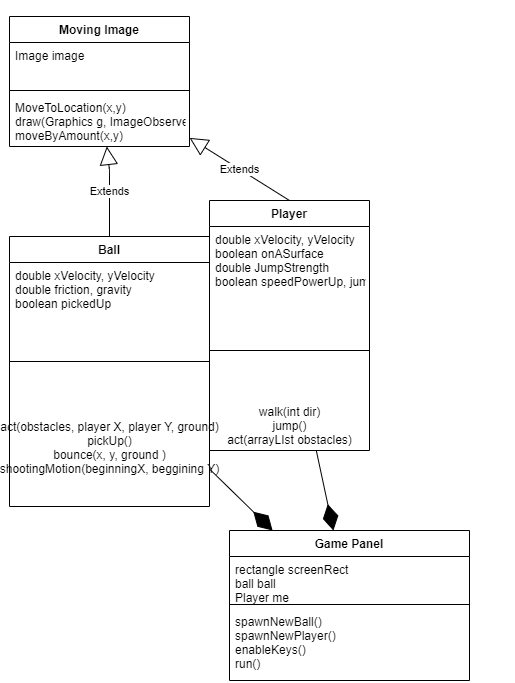 Moving Image
Image image
MoveToLocation(x,y)
draw(Graphics g, ImageObserve
moveByAmount(x,y)
Extends
Extends
Player
double xVelocity, yVelocity
boolean onASurface
double JumpStrength
boolean speedPowerUp, jum
walk(int dir)
jump()
act(arrayLIst obstacles)
Ball
double xVelocity, yVelocity
double friction, gravity
boolean pickedUp
act(obstacles, player X, player Y, ground)
pickUp()
bounce(x, y, ground )
shootingMotion(beginningX, beggining Y)
Game Panel
rectangle screenRect
ball ball
Player me
spawnNewBall()
spawnNewPlayer()
enableKeys()
run()